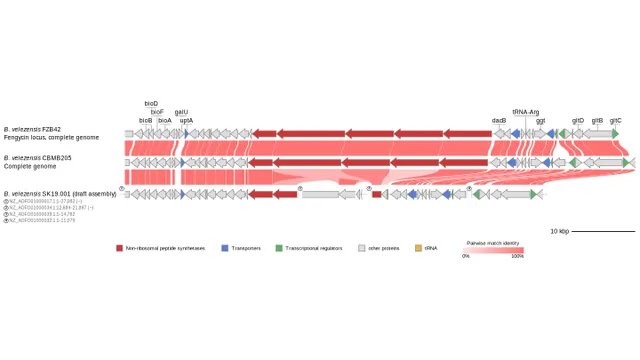 bioD
bioF galU tRNA-Arg
bioB bioA uptA dadB ggt gltD gltB gltC
B. velezensis FZB42
Fengycin locus, complete genome
B. velezensis CBMB205
Complete genome
B. velezensis SK19.001 (draft assembly)
10 kbp
Non-ribosomal peptide synthetases Transporters Transcriptional regulators other proteins tRNA
Pairwise match identity
0% 100%